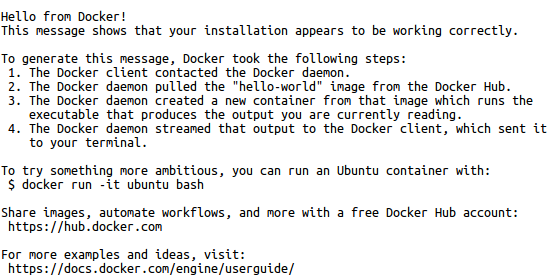 Hello from Docker!
This message shows that your installation appears to be working correctly.

To generate this message, Docker took the following steps:
 1. The Docker client contacted the Docker daemon.
 2. The Docker daemon pulled the "hello-world" image from the Docker Hub.
 3. The Docker daemon created a new container from that image which runs the
    executable that produces the output you are currently reading.
 4. The Docker daemon streamed that output to the Docker client, which sent it
    to your terminal.

To try something more ambitious, you can run an Ubuntu container with:
 $ docker run -it ubuntu bash

Share images, automate workflows, and more with a free Docker Hub account:
 https://hub.docker.com

For more examples and ideas, visit:
 https://docs.docker.com/engine/userguide/